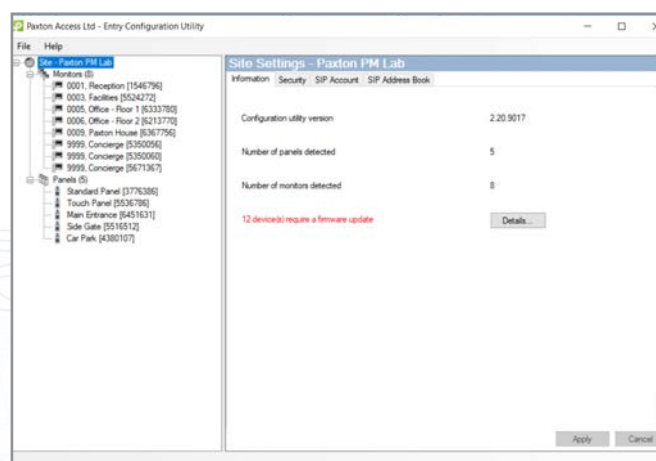 Paxton Access Ltd - Entry Configuration Utility
File Help
Site - Paxton PM Lab
Monitors (8)
0001, Reception [1546796]
0003, Facilities [5524272]
0005, Office - Floor 1 [6333780]
0006, Office - Floor 2 [6213770]
0009, Paxton House [6367756]
9999, Concierge [5350056]
9999, Concierge [5350060]
9999, Concierge [5671367]
Panels (5)
Standard Panel [3776386]
Touch Panel [5536786]
Main Entrance [6451631]
Side Gate [5516512]
Car Park [4380107]
Site Settings - Paxton PM Lab
Information Security SIP Account SIP Address Book
Configuration utility version 2.20.9017
Number of panels detected 5
Number of monitors detected 8
12 device(s) require a firmware update Details...
Apply Cancel